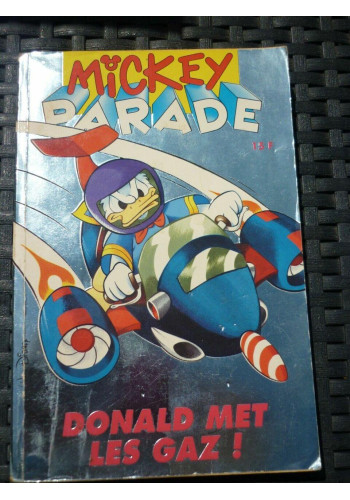 MICKEY
PARADE
DONALD MET
LES GAZ !